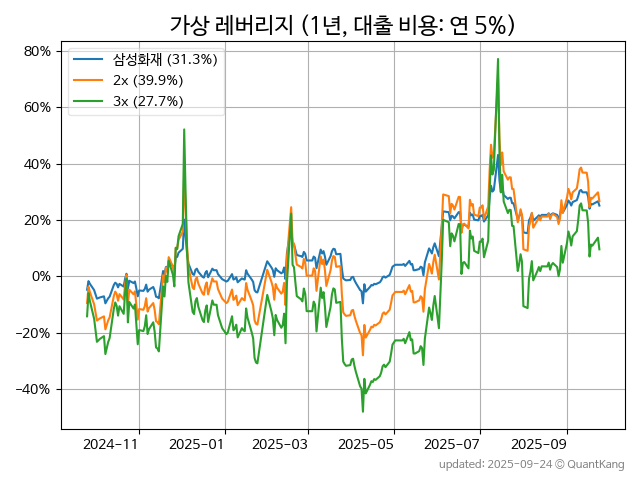 가상 레버리지 (1년, 대출 비용: 연 5%)
삼성화재 (31.3%)
2x (39.9%)
3x (27.7%)
80%
60%
40%
20%
0%
−20%
−40%
2024-11
2025-01
2025-03
2025-05
2025-07
2025-09
updated: 2025-09-24 © QuantKang